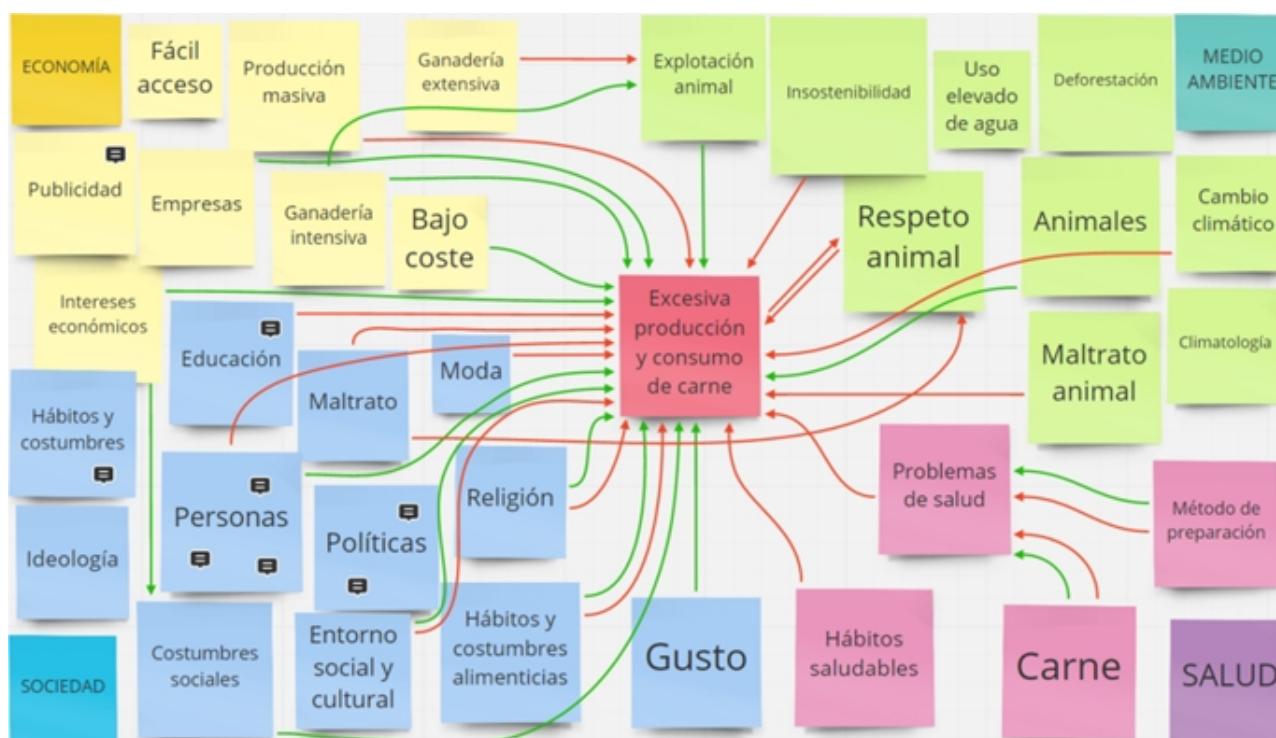 ECONOMÍA
Fácil
acceso
Producción
masiva
Ganadería
extensiva
Explotación
animal
Insostenibilidad
Uso
elevado
de agua
Deforestación
MEDIO
AMBIENTE
Publicidad
Empresas
Ganadería
intensiva
Bajo
coste
Respeto
animal
Animales
Cambio
climático
Intereses
económicos
Educación
Maltrato
Moda
Excesiva
producción
y consumo
de carne
Maltrato
animal
Climatología
Hábitos y
costumbres
Personas
Políticas
Religión
Problemas
de salud
Método de
preparación
Ideología
SOCIEDAD
Costumbres
sociales
Entorno
social y
cultural
Hábitos y
costumbres
alimenticias
Gusto
Hábitos
saludables
Carne
SALUD